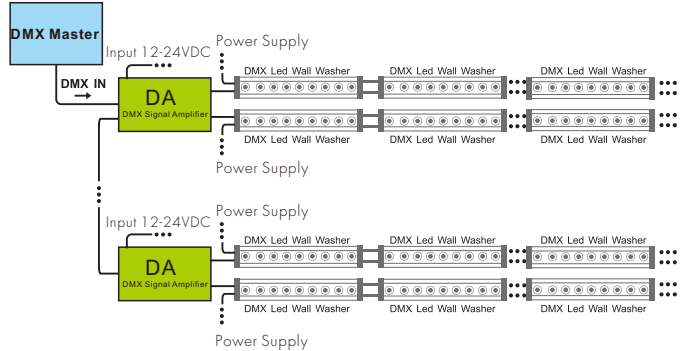 DMX Master
Power Supply
Input 12-24VDC
DMX IN
DMX Led Wall Washer
DMX Led Wall Washer
DMX Led Wall Washer
DA
DMX Signal Amplifier
DMX Led Wall Washer
DMX Led Wall Washer
DMX Led Wall Washer
Power Supply
Power Supply
Input 12-24VDC
DMX Led Wall Washer
DMX Led Wall Washer
DMX Led Wall Washer
DA
DMX Signal Amplifier
DMX Led Wall Washer
DMX Led Wall Washer
DMX Led Wall Washer
Power Supply